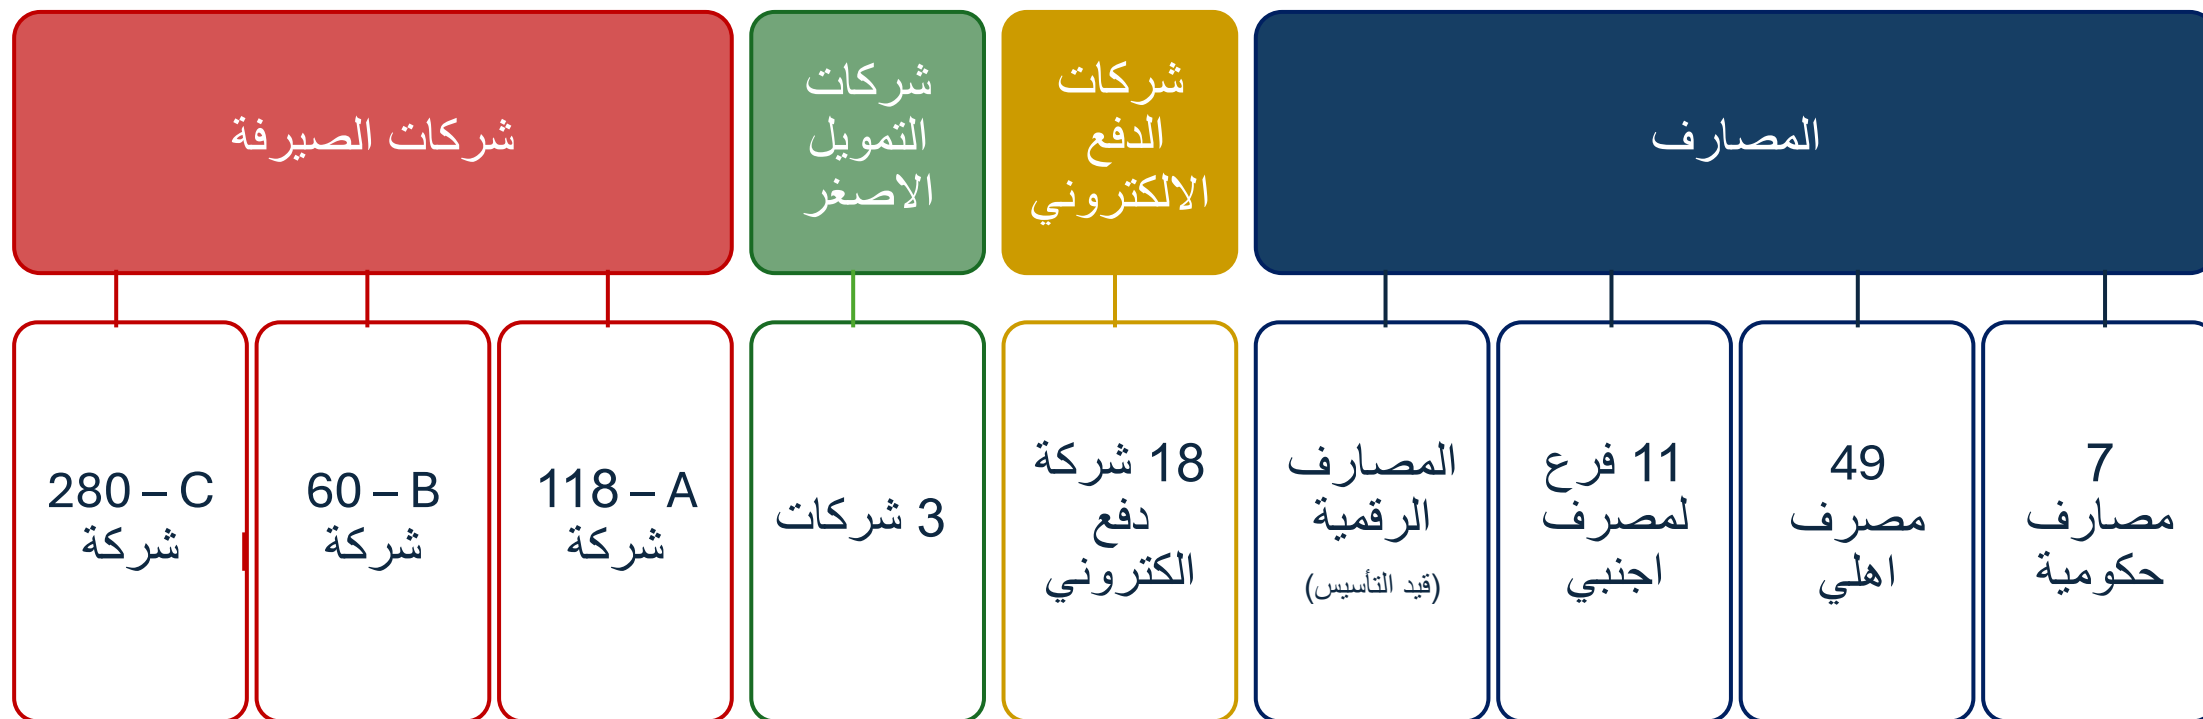 المصارف
شركات
الدفع
الالكتروني
شركات
التمويل
الاصغر
شركات الصيرفة
7
مصارف
حكومية
49
مصرف
اهلي
11 فرع
لمصرف
اجنبي
المصارف
الرقمية
(قيد التأسيس)
18 شركة
دفع
الكتروني
3 شركات
118 – A
شركة
60 – B
شركة
280 – C
شركة